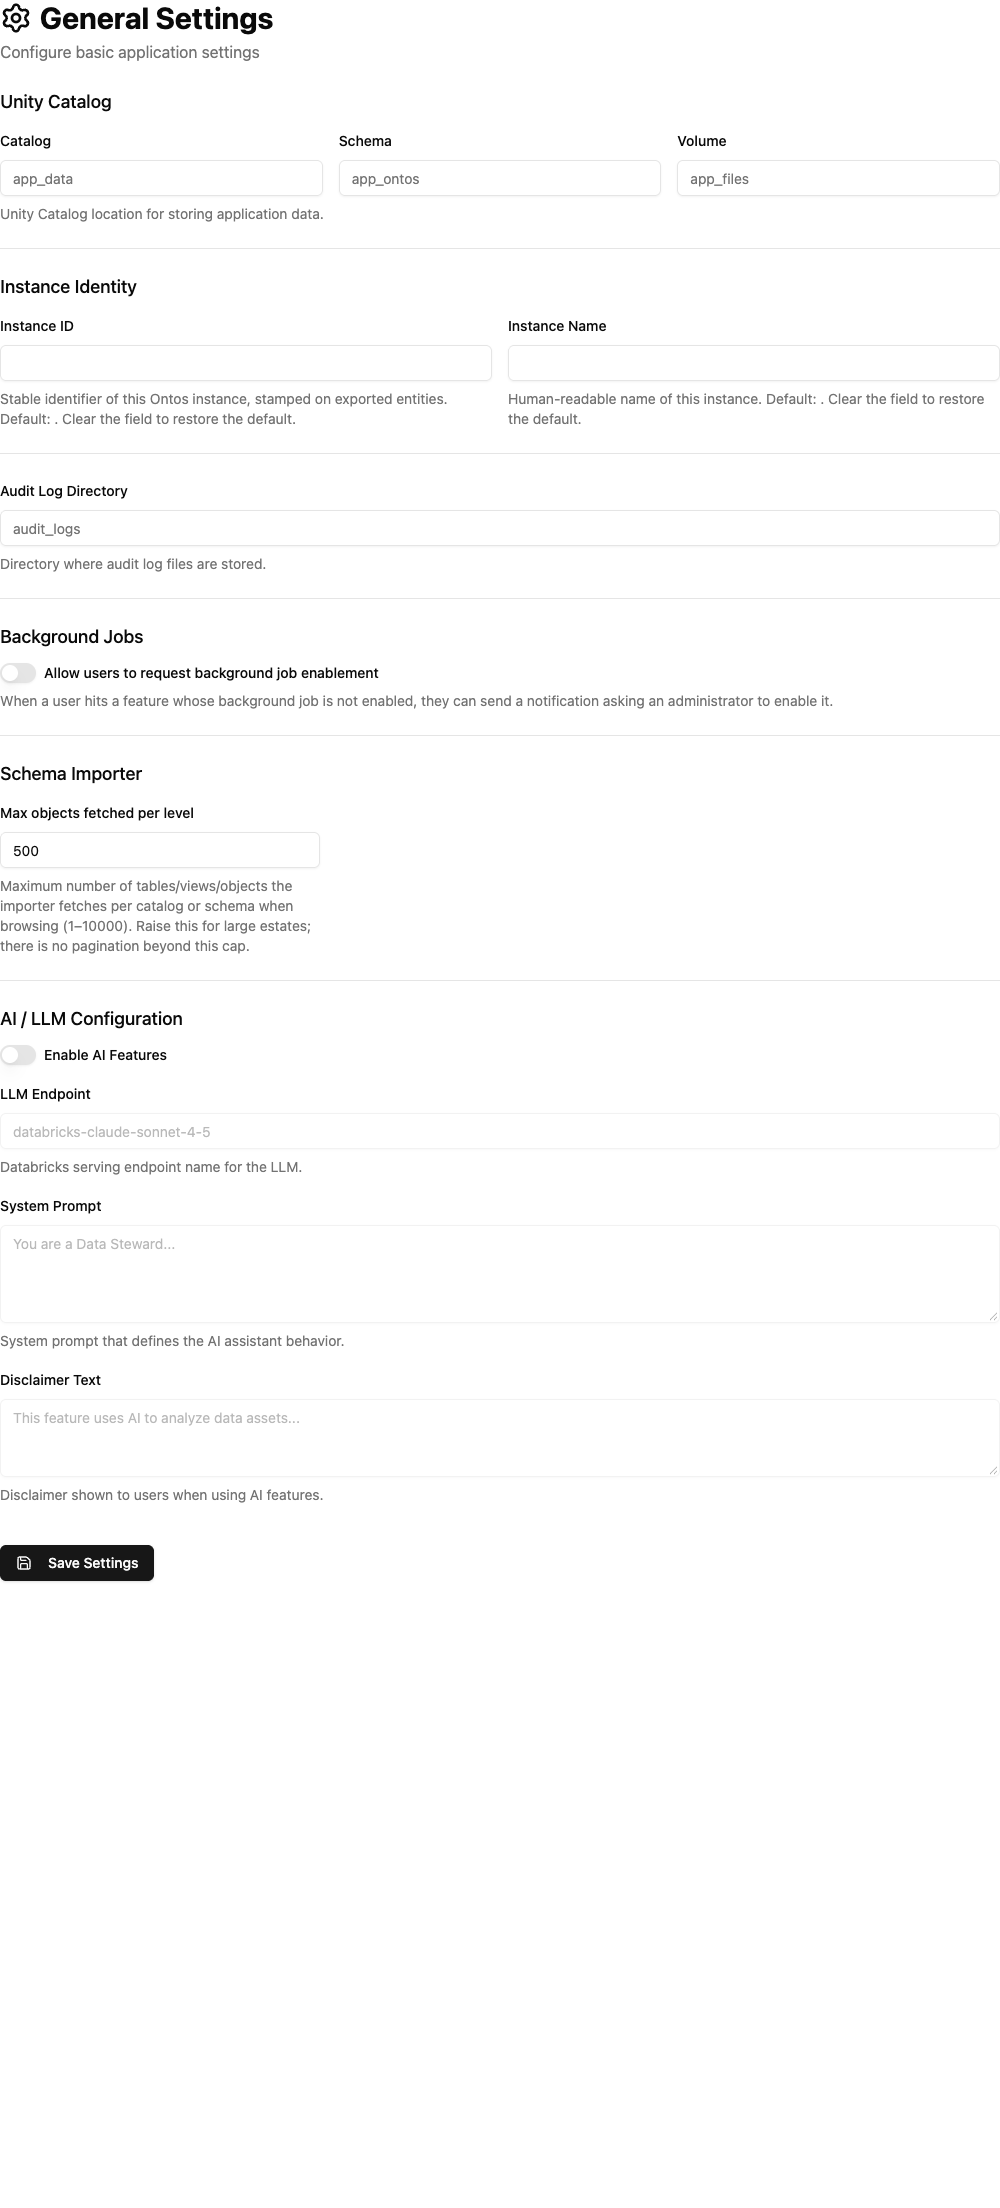 General Settings
Configure basic application settings
Unity Catalog
Catalog
Schema
Volume
app_data
app_ontos
app_files
Unity Catalog location for storing application data.
Instance Identity
Instance ID
Instance Name
Stable identifier of this Ontos instance, stamped on exported entities.
Default: . Clear the field to restore the default.
Human-readable name of this instance. Default: . Clear the field to restore
the default.
Audit Log Directory
audit_logs
Directory where audit log files are stored.
Background Jobs
Allow users to request background job enablement
When a user hits a feature whose background job is not enabled, they can send a notification asking an administrator to enable it.
Schema Importer
Max objects fetched per level
500
Maximum number of tables/views/objects the
importer fetches per catalog or schema when
browsing (1–10000). Raise this for large estates;
there is no pagination beyond this cap.
AI / LLM Configuration
Enable AI Features
LLM Endpoint
databricks-claude-sonnet-4-5
Databricks serving endpoint name for the LLM.
System Prompt
You are a Data Steward...
System prompt that defines the AI assistant behavior.
Disclaimer Text
This feature uses AI to analyze data assets...
Disclaimer shown to users when using AI features.
Save Settings